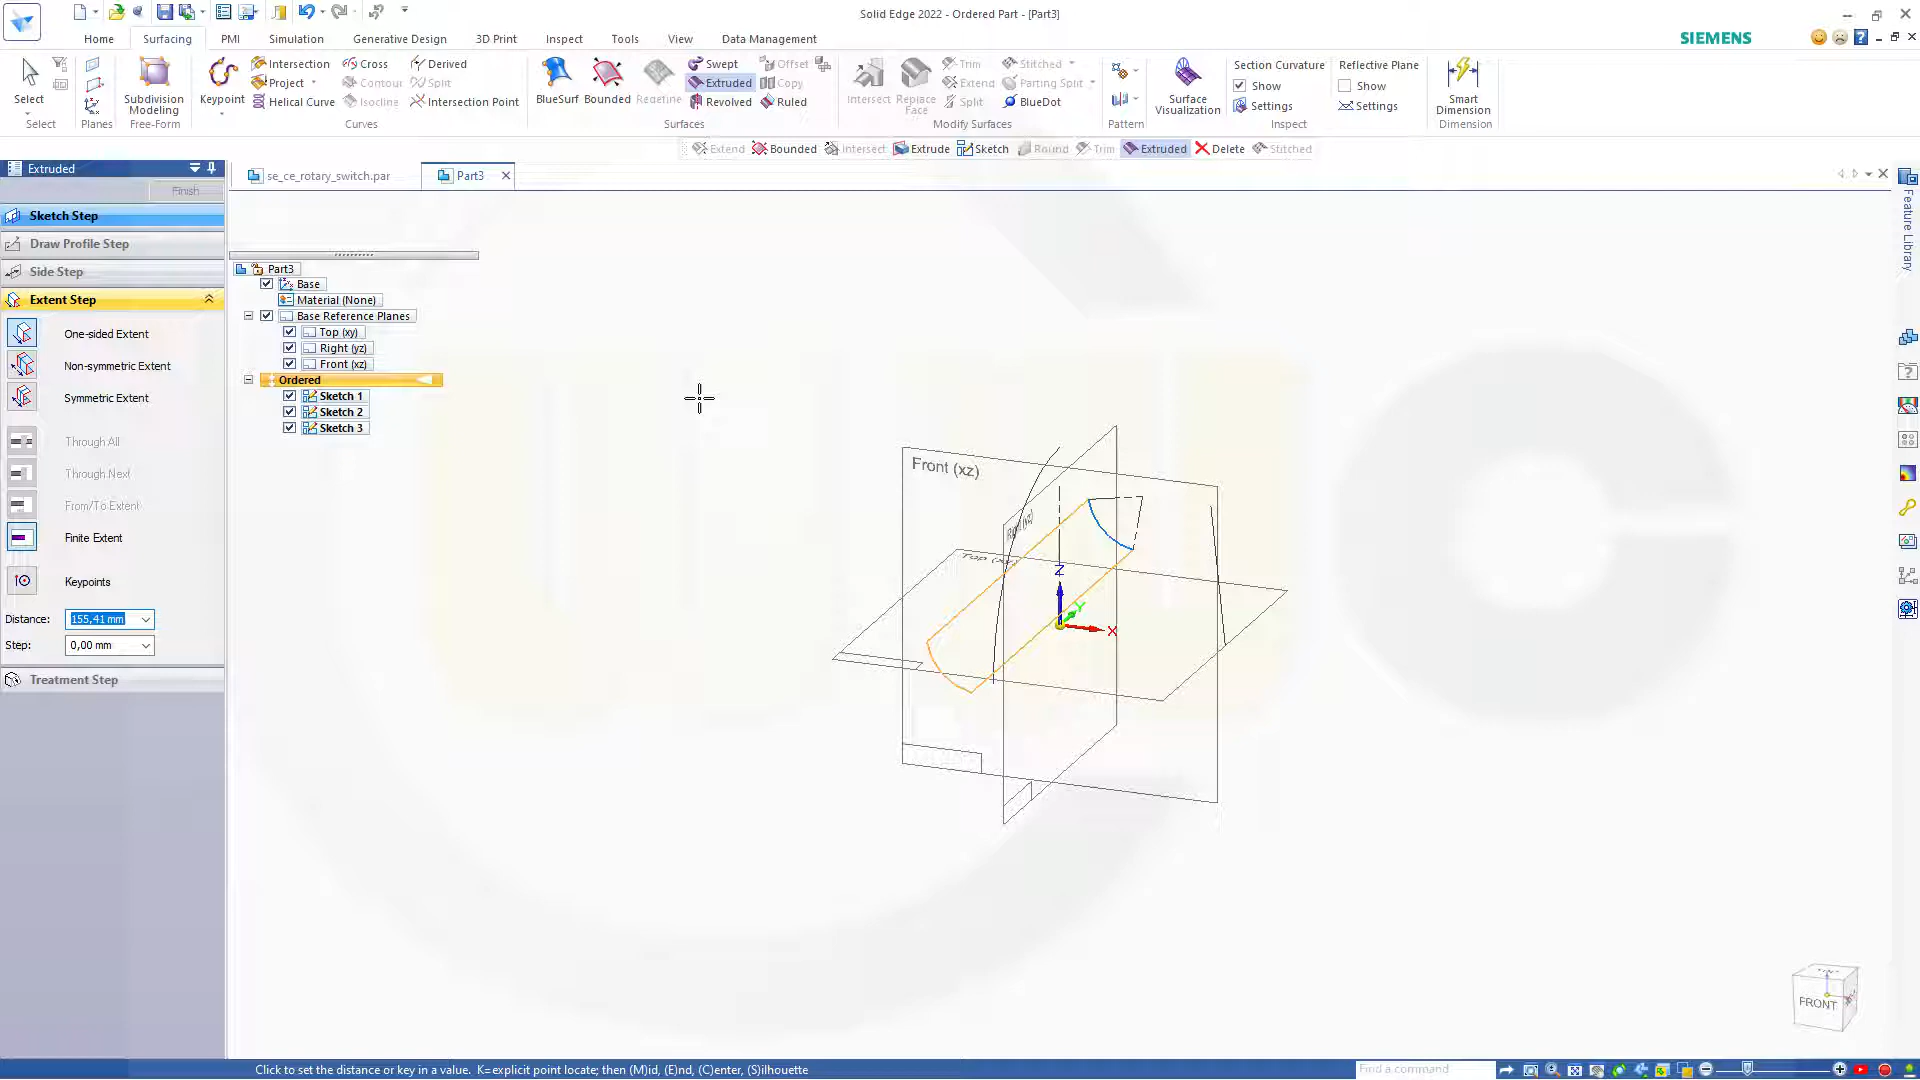 Solid Edge 2022 - Ordered Part - [Part3]
Home
Surfacing
PMI
Simulation
Generative Design
3D Print
Inspect
Tools
View
Data Management
SIEMENS
Select
Select
Planes
Subdivision
Modeling
Free-Form
Keypoint
Intersection
Project
Helical Curve
Cross
Contour
Isocline
Derived
Split
Intersection Point
Curves
BlueSurf
Bounded
Redefine
Swept
Extruded
Revolved
Offset
Copy
Ruled
Surfaces
Intersect
Replace
Face
Trim
Extend
Split
Stitched
Parting Split
BlueDot
Modify Surfaces
Pattern
Surface
Visualization
Section Curvature
Show
Settings
Reflective Plane
Show
Settings
Inspect
Smart
Dimension
Dimension
Extend
Bounded
Intersect
Extrude
Sketch
Round
Trim
Extruded
Delete
Stitched
Extruded
Finish
Sketch Step
Draw Profile Step
Side Step
Extent Step
One-sided Extent
Non-symmetric Extent
Symmetric Extent
Through All
Through Next
From/To Extent
Finite Extent
Keypoints
Distance: 155,41 mm
Step: 0,00 mm
Treatment Step
se_ce_rotary_switch.par
Part3
Part3
Base
Material (None)
Base Reference Planes
Top (xy)
Right (yz)
Front (xz)
Ordered
Sketch 1
Sketch 2
Sketch 3
Front (xz)
Z
Y
X
Feature Library
FRONT
Click to set the distance or key in a value. K=explicit point locate; then (M)id, (E)nd, (C)enter, (S)ilhouette
Find a command